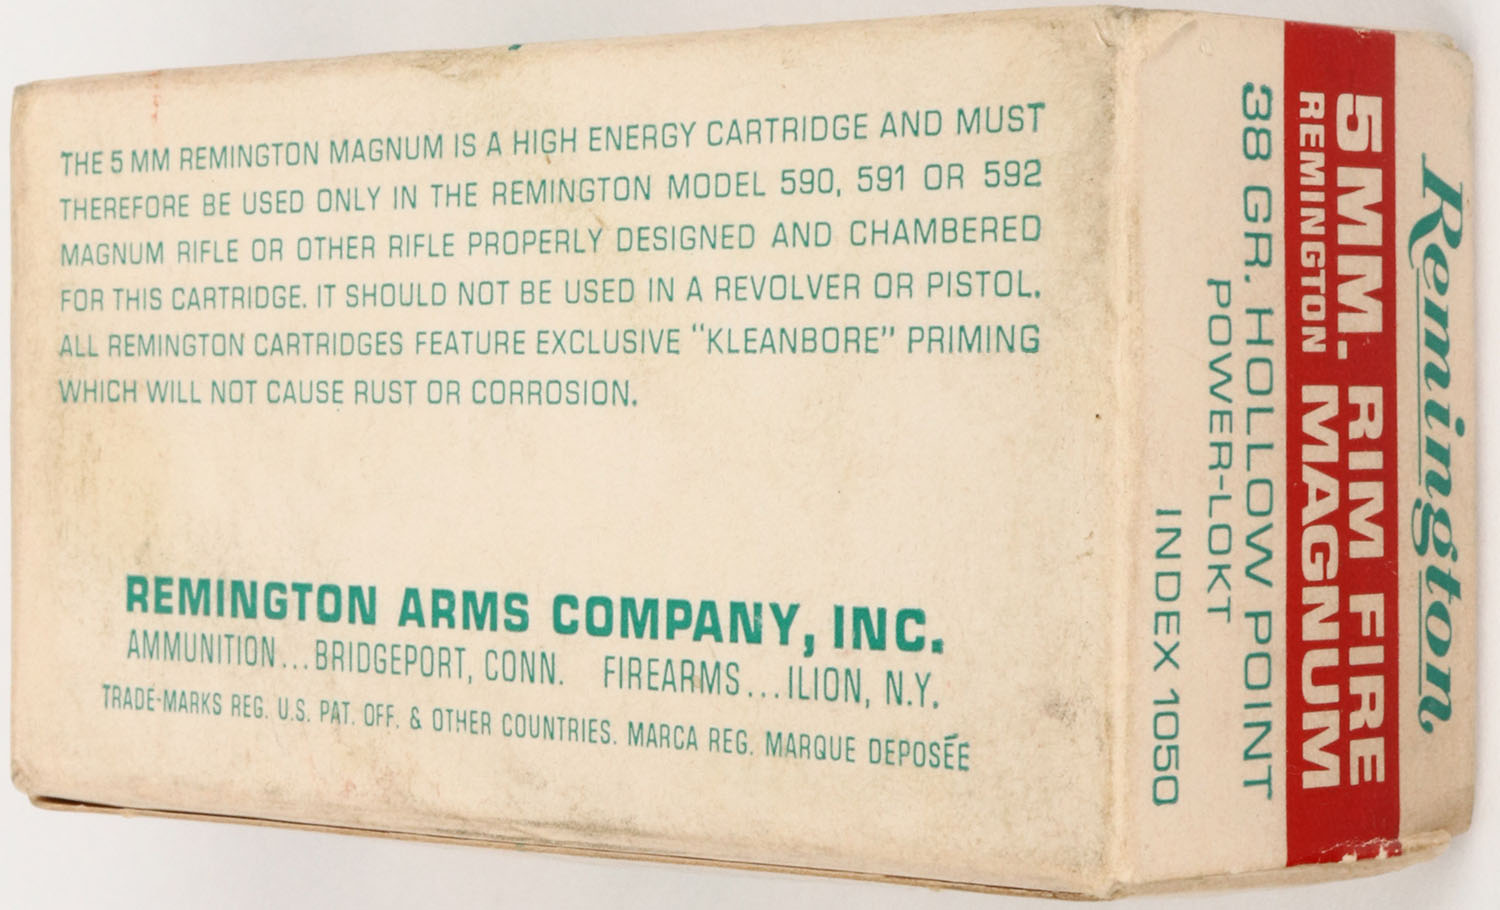 THE 5 MM REMINGTON MAGNUM IS A HIGH ENERGY CARTRIDGE AND MUST
THEREFORE BE USED ONLY IN THE REMINGTON MODEL 590, 591 OR 592
MAGNUM RIFLE OR OTHER RIFLE PROPERLY DESIGNED AND CHAMBERED
FOR THIS CARTRIDGE. IT SHOULD NOT BE USED IN A REVOLVER OR PISTOL.
ALL REMINGTON CARTRIDGES FEATURE EXCLUSIVE "KLEANBORE" PRIMING
WHICH WILL NOT CAUSE RUST OR CORROSION.
REMINGTON ARMS COMPANY, INC.
AMMUNITION...BRIDGEPORT, CONN. FIREARMS...ILION, N.Y.
TRADE-MARKS REG. U.S. PAT. OFF. & OTHER COUNTRIES. MARCA REG. MARQUE DEPOSÉE
Remington.
5MM. RIM FIRE
REMINGTON MAGNUM
38 GR. HOLLOW POINT
POWER-LOKT
INDEX 1050